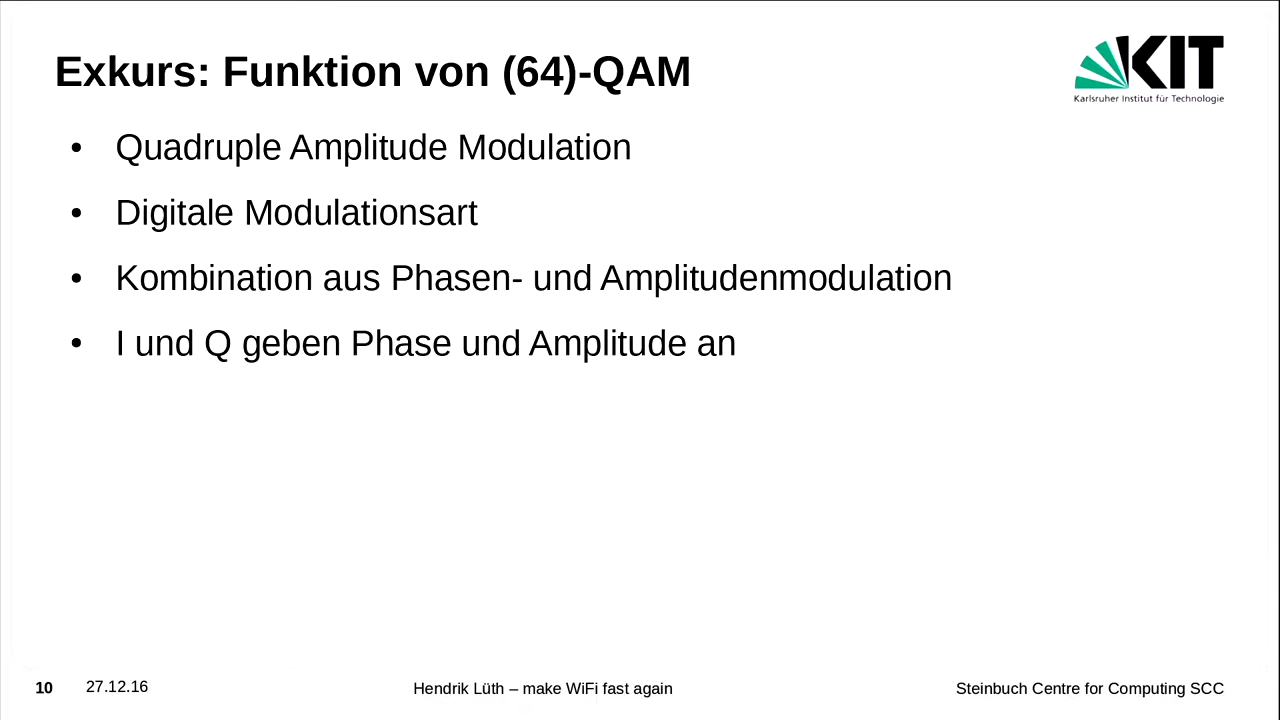 Exkurs: Funktion von (64)-QAM
KIT
Karlsruher Institut für Technologie
• Quadruple Amplitude Modulation
• Digitale Modulationsart
• Kombination aus Phasen- und Amplitudenmodulation
• I und Q geben Phase und Amplitude an
10 27.12.16 Hendrik Lüth – make WiFi fast again Steinbuch Centre for Computing SCC